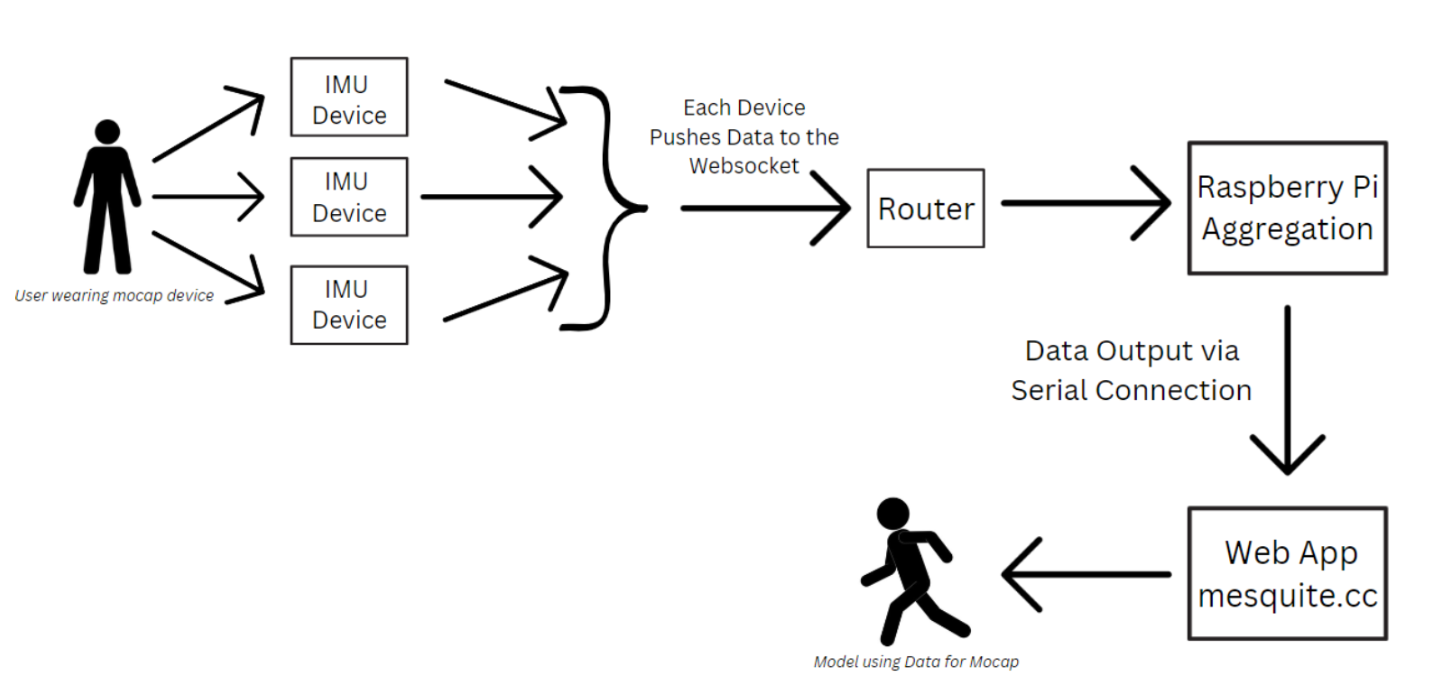 IMU
Device
IMU
Device
IMU
Device
User wearing mocap device
Each Device
Pushes Data to the
Websocket
Router
Raspberry Pi
Aggregation
Data Output via
Serial Connection
Web App
mesquite.cc
Model using Data for Mocap